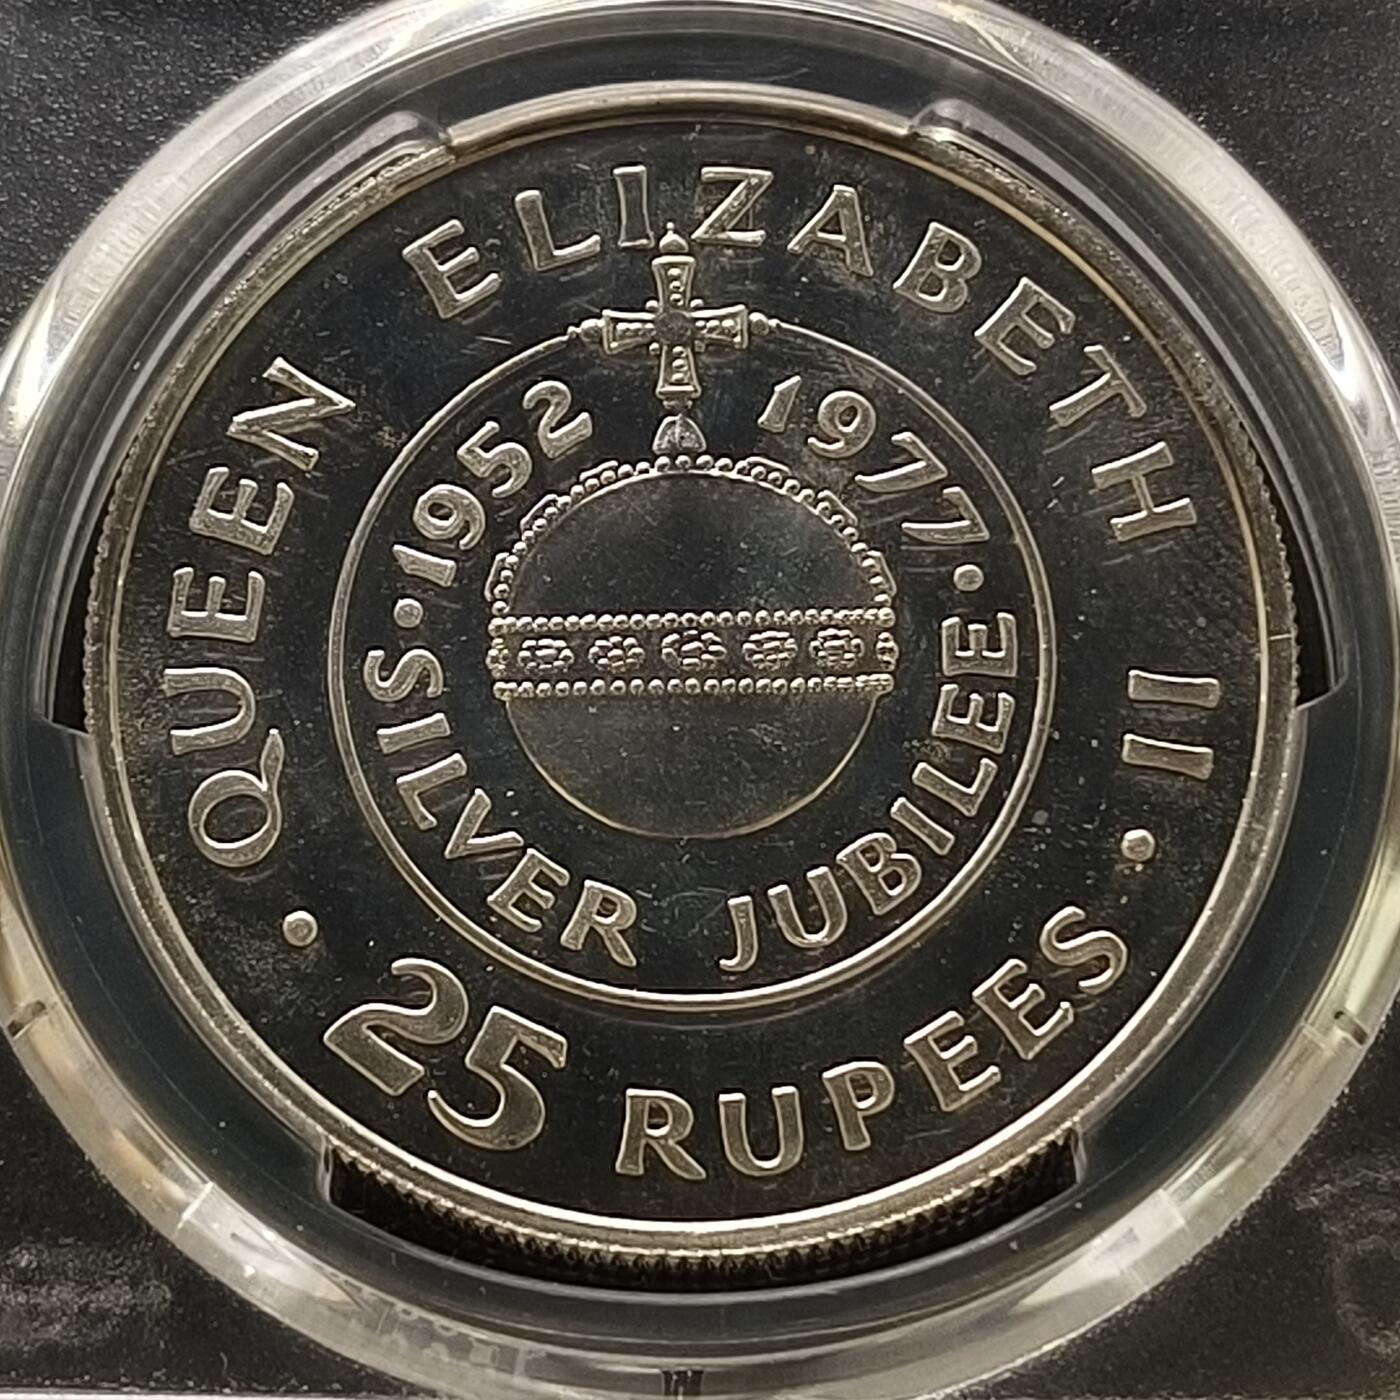 QUEEN ELIZABETH II
· 25 RUPEES ·
1952 1977
· SILVER JUBILEE ·